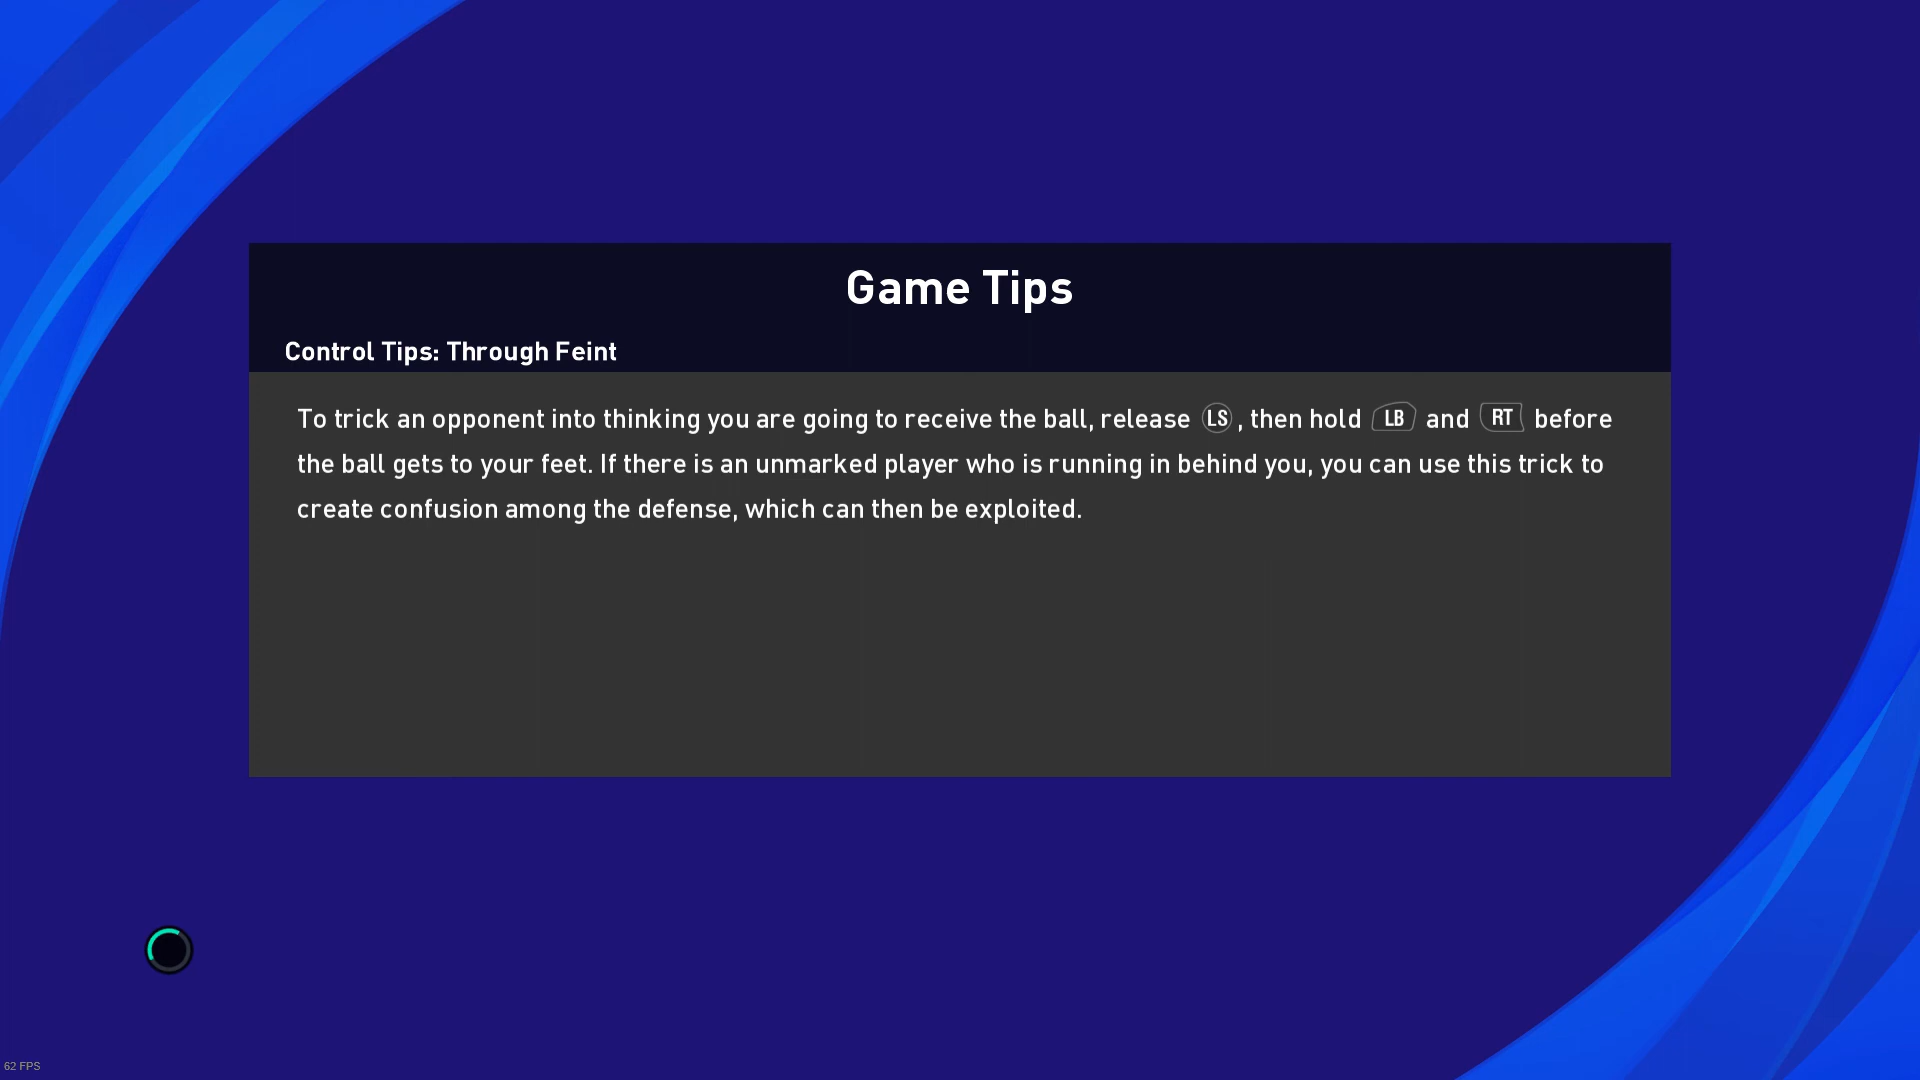 Game Tips
Control Tips: Through Feint
To trick an opponent into thinking you are going to receive the ball, release LS, then hold LB and RT before
the ball gets to your feet. If there is an unmarked player who is running in behind you, you can use this trick to
create confusion among the defense, which can then be exploited.
62 FPS